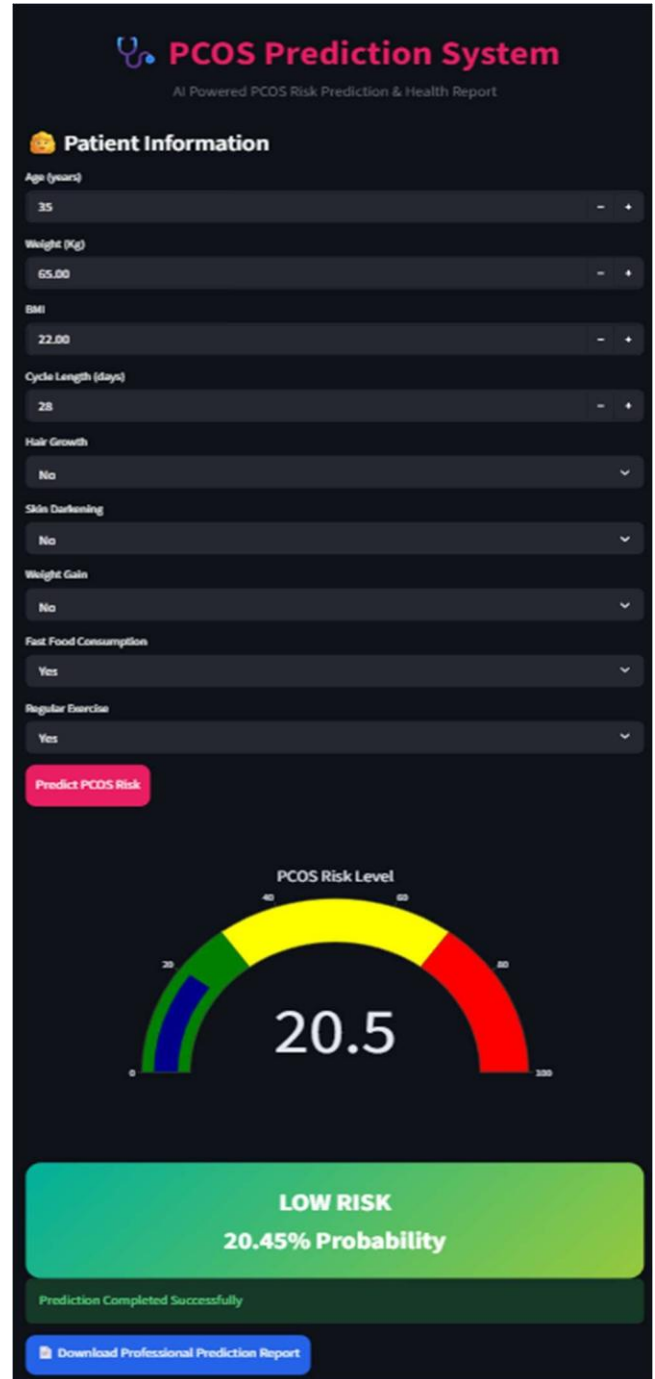 PCOS Prediction System
AI Powered PCOS Risk Prediction & Health Report
Patient Information
Age (years)
35 - +
Weight (Kg)
65.00 - +
BMI
22.00 - +
Cycle Length (days)
28 - +
Hair Growth
No
Skin Darkening
No
Weight Gain
No
Fast Food Consumption
Yes
Regular Exercise
Yes
Predict PCOS Risk
PCOS Risk Level
40 60
20 80
20.5
0 100
LOW RISK
20.45% Probability
Prediction Completed Successfully
Download Professional Prediction Report